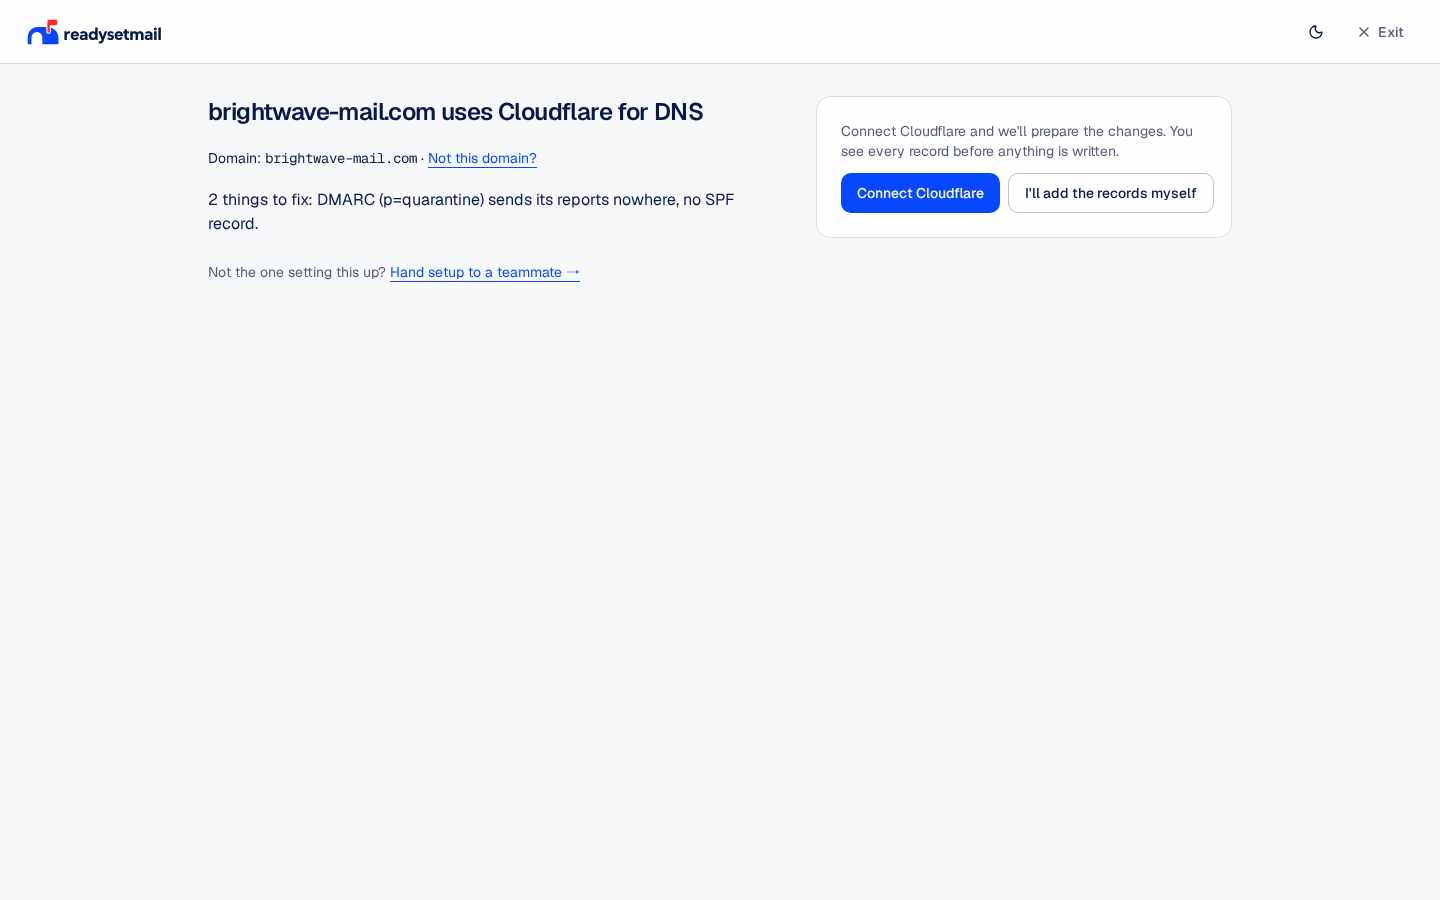 readysetmail
Exit
brightwave-mail.com uses Cloudflare for DNS
Domain: brightwave-mail.com · Not this domain?
2 things to fix: DMARC (p=quarantine) sends its reports nowhere, no SPF
record.
Not the one setting this up? Hand setup to a teammate →
Connect Cloudflare and we'll prepare the changes. You
see every record before anything is written.
Connect Cloudflare
I'll add the records myself